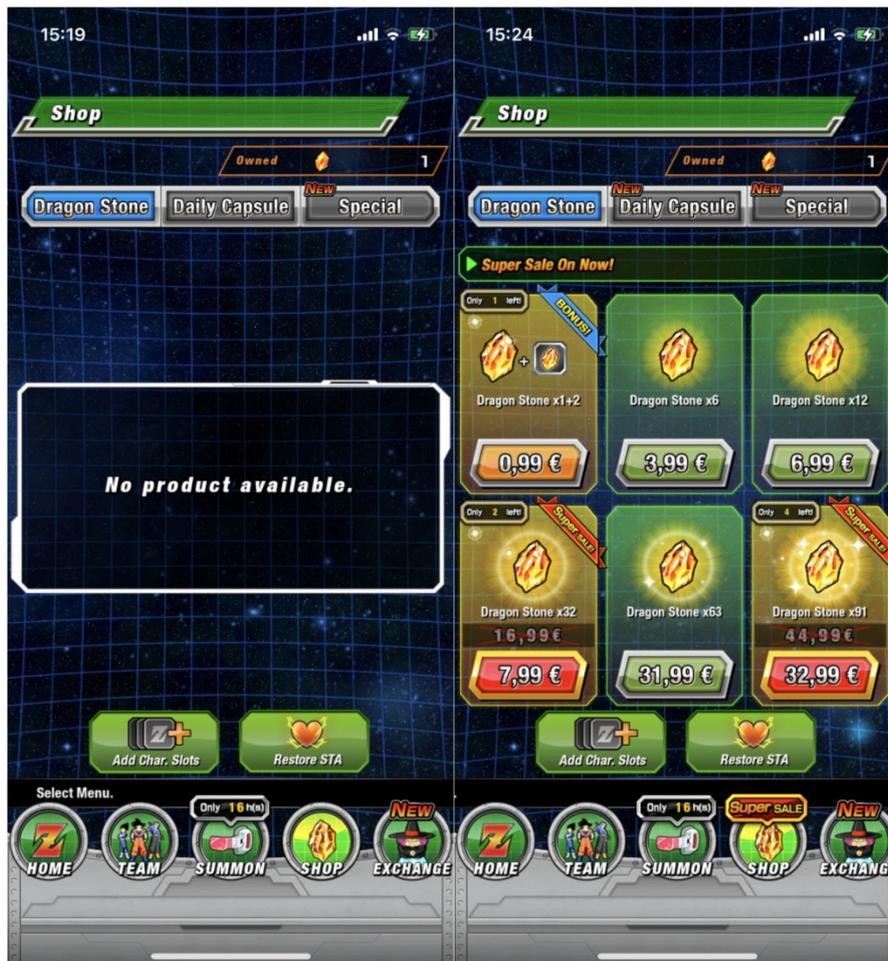 15:19
Shop
Owned 1
NEW
Dragon Stone Daily Capsule Special
No product available.
Add Char. Slots Restore STA
Select Menu.
Only 16 h(s) NEW
HOME TEAM SUMMON SHOP EXCHANGE
15:24
Shop
Owned 1
NEW NEW
Dragon Stone Daily Capsule Special
Super Sale On Now!
Only 1 left! BONUS!
+
Dragon Stone x1+2 Dragon Stone x6 Dragon Stone x12
0,99 € 3,99 € 6,99 €
Only 2 left! Super SALE! Only 4 left! Super SALE!
Dragon Stone x32 Dragon Stone x63 Dragon Stone x91
16,99€ 44,99€
7,99 € 31,99 € 32,99 €
Add Char. Slots Restore STA
Only 16 h(s) Super SALE NEW
HOME TEAM SUMMON SHOP EXCHANG